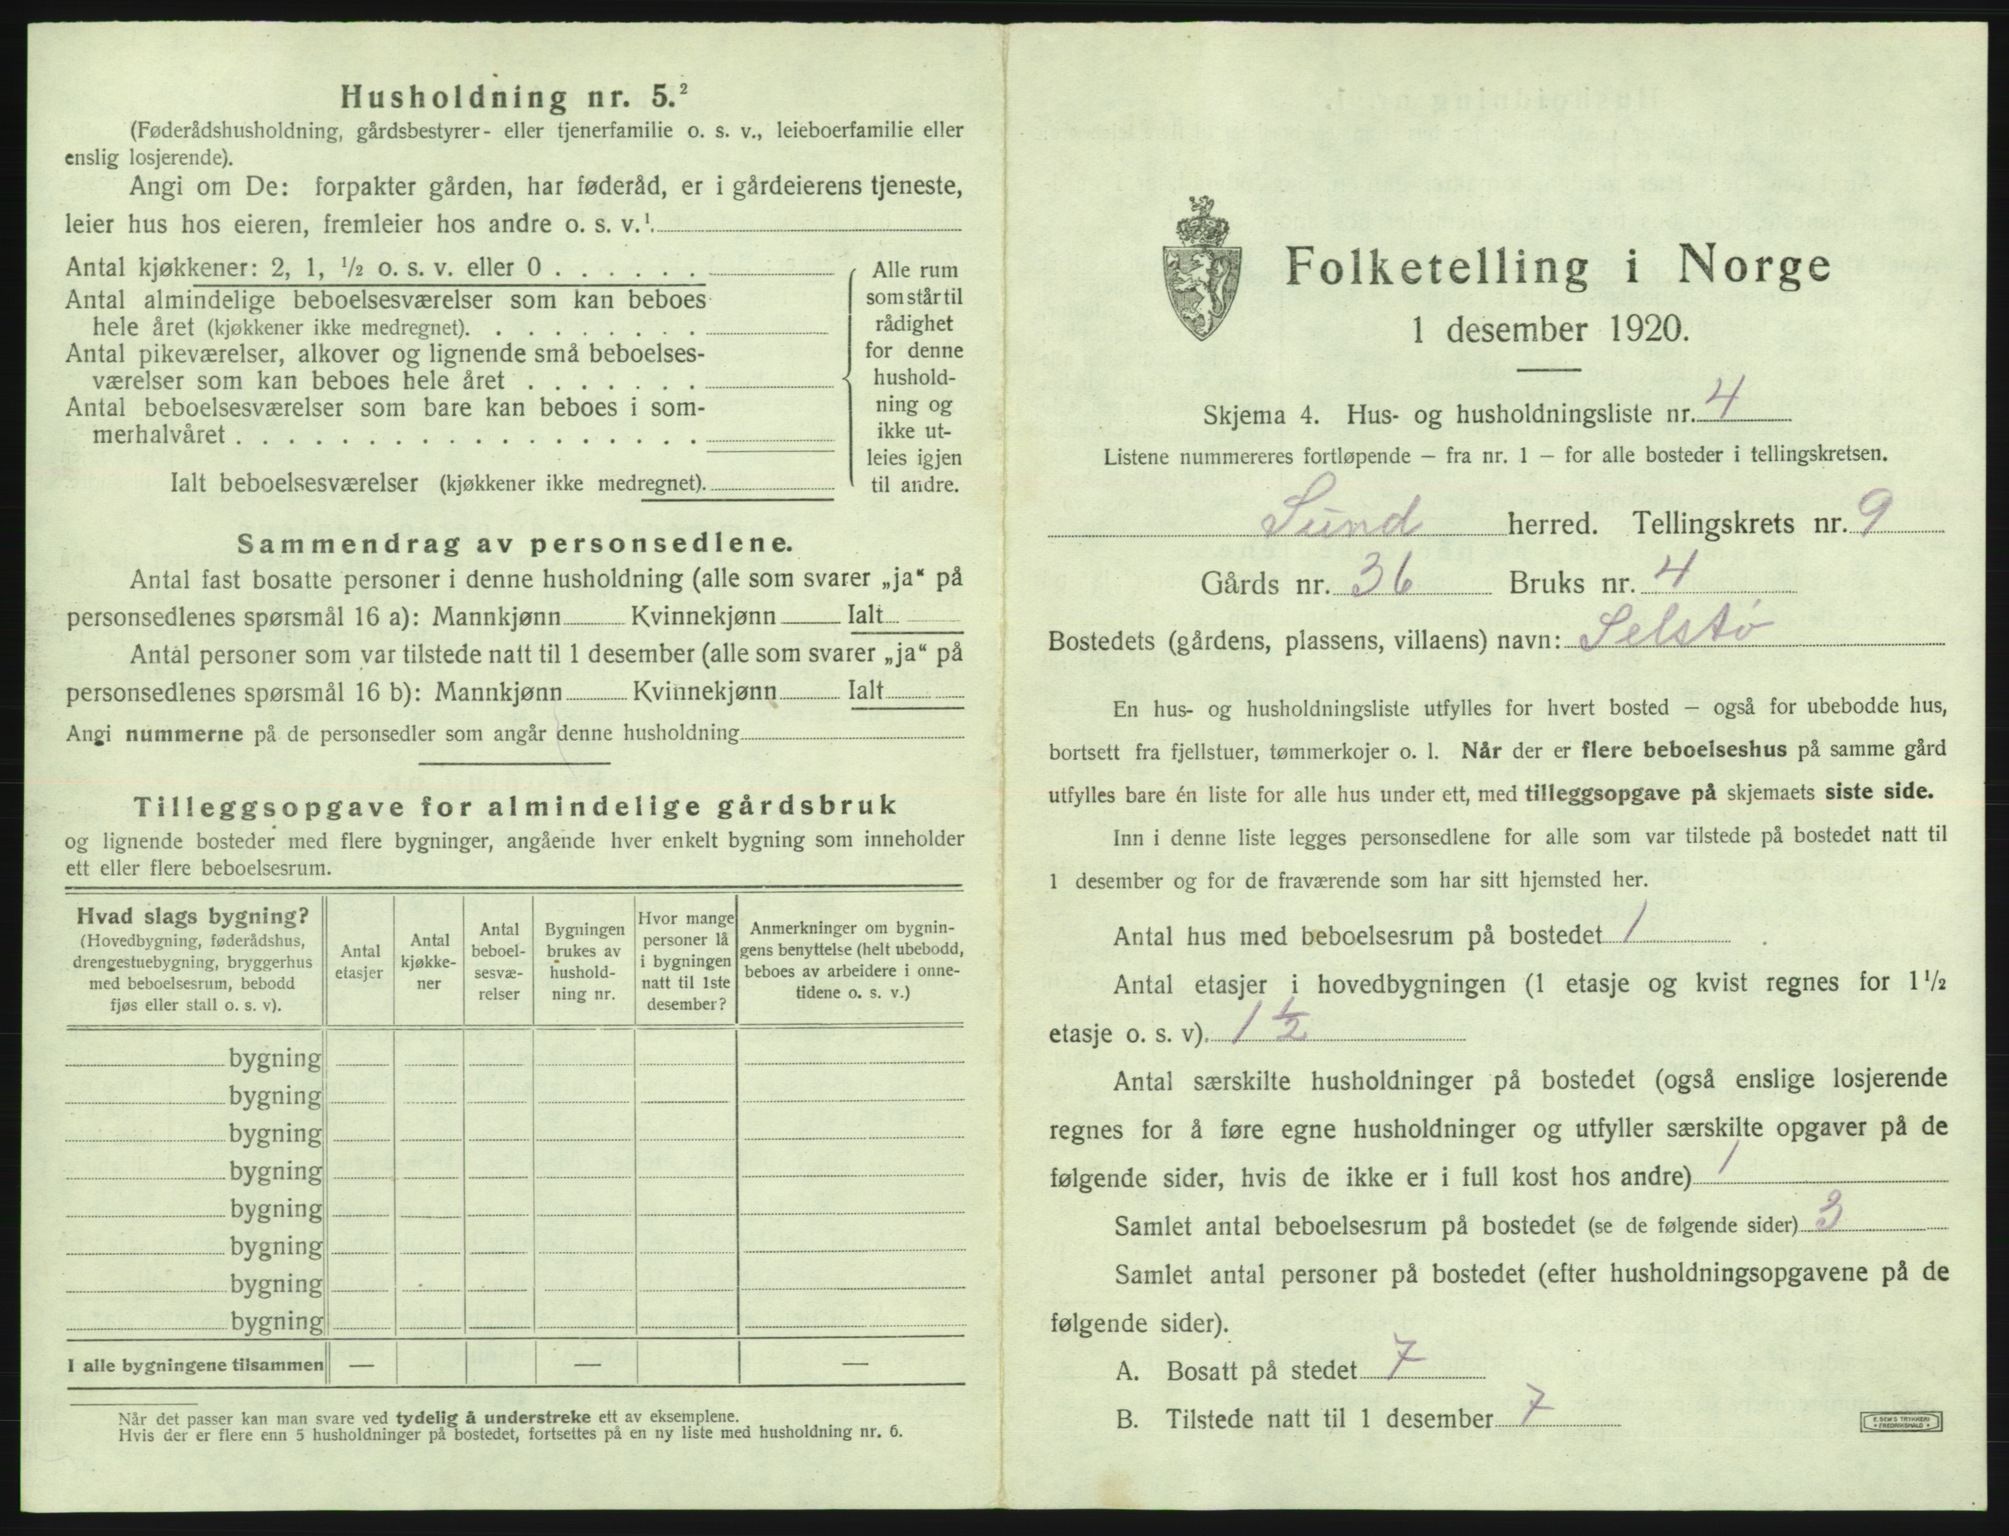 Husholdning nr. 5.²
(Føderådshusholdning, gårdsbestyrer- eller tjenerfamilie o. s. v., leieboerfamilie eller
enslig losjerende).
Angi om De: forpakter gården, har føderåd, er i gårdeierens tjeneste,
leier hus hos eieren, fremleier hos andre o. s. v.¹
Antal kjøkkener: 2, 1, ½ o. s. v. eller 0 . . . . . .
Antal almindelige beboelsesværelser som kan beboes
hele året (kjøkkener ikke medregnet). . . . . . . . .
Antal pikeværelser, alkover og lignende små beboelses-
værelser som kan beboes hele året . . . . . . .
Antal beboelsesværelser som bare kan beboes i som-
merhalvåret . . . . . . . . . . . . . . . . . .
Ialt beboelsesværelser (kjøkkener ikke medregnet).
Alle rum
som står til
rådighet
for denne
hushold-
ning og
ikke ut-
leies igjen
til andre.
Sammendrag av personsedlene.
Antal fast bosatte personer i denne husholdning (alle som svarer „ja“ på
personsedlenes spørsmål 16 a): Mannkjønn Kvinnekjønn Ialt
Antal personer som var tilstede natt til 1 desember (alle som svarer „ja“ på
personsedlenes spørsmål 16 b): Mannkjønn Kvinnekjønn Ialt
Angi nummerne på de personsedler som angår denne husholdning
Tilleggsopgave for almindelige gårdsbruk
og lignende bosteder med flere bygninger, angående hver enkelt bygning som inneholder
ett eller flere beboelsesrum.
Hvad slags bygning?
(Hovedbygning, føderådshus,
drengestuebygning, bryggerhus
med beboelsesrum, bebodd
fjøs eller stall o. s. v).
Antal
etasjer
Antal
kjøkke-
ner
Antal
beboel-
sesvæ-
relser
Bygningen
brukes av
hushold-
ning nr.
Hvor mange
personer lå
i bygningen
natt til 1ste
desember?
Anmerkninger om bygnin-
gens benyttelse (helt ubebodd,
beboes av arbeidere i onne-
tidene o. s. v.)
bygning
bygning
bygning
bygning
bygning
bygning
bygning
bygning
I alle bygningene tilsammen — — —
Når det passer kan man svare ved tydelig å understreke ett av eksemplene.
Hvis der er flere enn 5 husholdninger på bostedet, fortsettes på en ny liste med husholdning nr. 6.
Folketelling i Norge
1 desember 1920.
Skjema 4. Hus- og husholdningsliste nr. 4
Listene nummereres fortløpende – fra nr. 1 – for alle bosteder i tellingskretsen.
Sund herred. Tellingskrets nr. 9
Gårds nr. 36 Bruks nr. 4
Bostedets (gårdens, plassens, villaens) navn: Selstø
En hus- og husholdningsliste utfylles for hvert bosted – også for ubebodde hus,
bortsett fra fjellstuer, tømmerkojer o. l. Når der er flere beboelseshus på samme gård
utfylles bare én liste for alle hus under ett, med tilleggsopgave på skjemaets siste side.
Inn i denne liste legges personsedlene for alle som var tilstede på bostedet natt til
1 desember og for de fraværende som har sitt hjemsted her.
Antal hus med beboelsesrum på bostedet 1
Antal etasjer i hovedbygningen (1 etasje og kvist regnes for 1½
etasje o. s. v). 1½
Antal særskilte husholdninger på bostedet (også enslige losjerende
regnes for å føre egne husholdninger og utfyller særskilte opgaver på de
følgende sider, hvis de ikke er i full kost hos andre) 1
Samlet antal beboelsesrum på bostedet (se de følgende sider) 3
Samlet antal personer på bostedet (efter husholdningsopgavene på de
følgende sider).
A. Bosatt på stedet 7
B. Tilstede natt til 1 desember 7
E. SEM'S TRYKKERI
FREDRIKSHALD